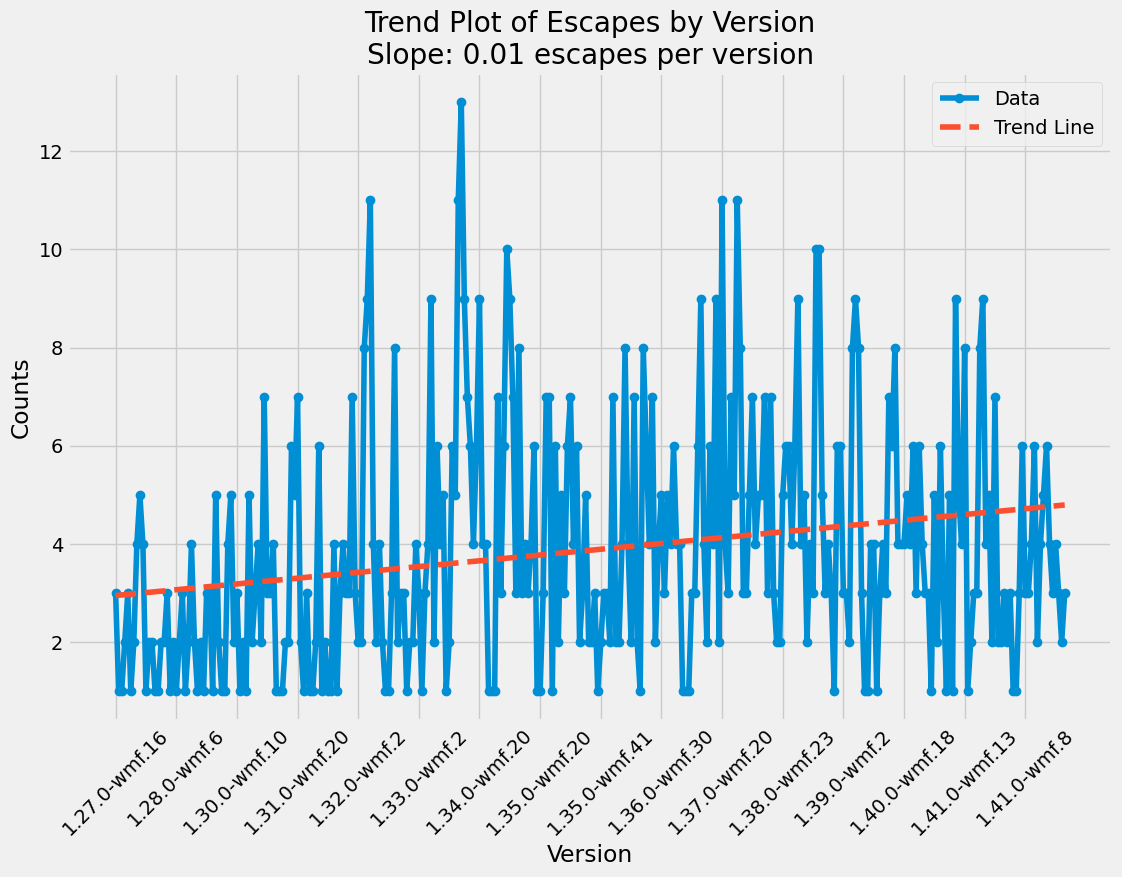 Trend Plot of Escapes by Version
Slope: 0.01 escapes per version
Data
Trend Line
Counts
12
10
8
6
4
2
1.27.0-wmf.16
1.28.0-wmf.6
1.30.0-wmf.10
1.31.0-wmf.20
1.32.0-wmf.2
1.33.0-wmf.2
1.34.0-wmf.20
1.35.0-wmf.20
1.35.0-wmf.41
1.36.0-wmf.30
1.37.0-wmf.20
1.38.0-wmf.23
1.39.0-wmf.2
1.40.0-wmf.18
1.41.0-wmf.13
1.41.0-wmf.8
Version